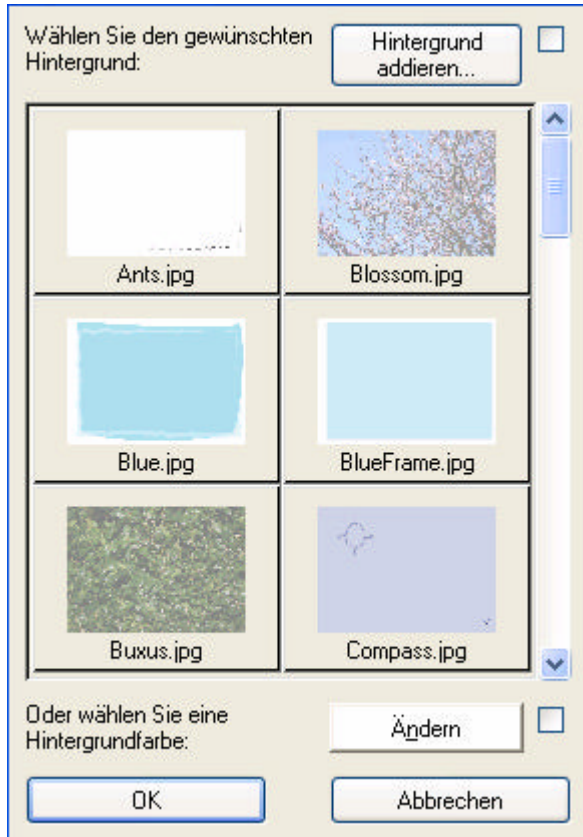 Wählen Sie den gewünschten
Hintergrund:
Hintergrund
addieren...
Ants.jpg
Blossom.jpg
Blue.jpg
BlueFrame.jpg
Buxus.jpg
Compass.jpg
Oder wählen Sie eine
Hintergrundfarbe:
Ändern
OK
Abbrechen